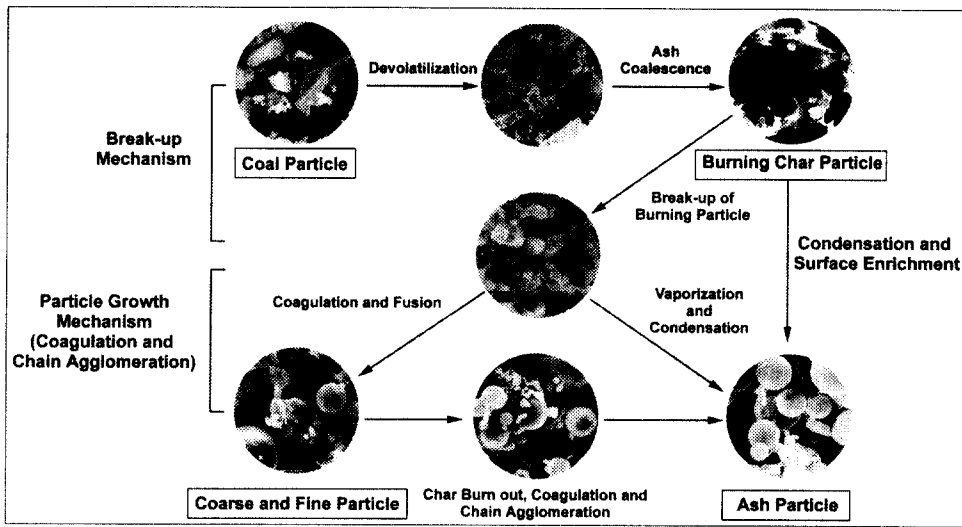 Devolatilization
Ash
Coalescence
Break-up
Mechanism
Coal Particle
Burning Char Particle
Break-up of
Burning Particle
Condensation and
Surface Enrichment
Particle Growth
Mechanism
(Coagulation and
Chain Agglomeration)
Coagulation and Fusion
Vaporization
and
Condensation
Coarse and Fine Particle
Char Burn out, Coagulation and
Chain Agglomeration
Ash Particle